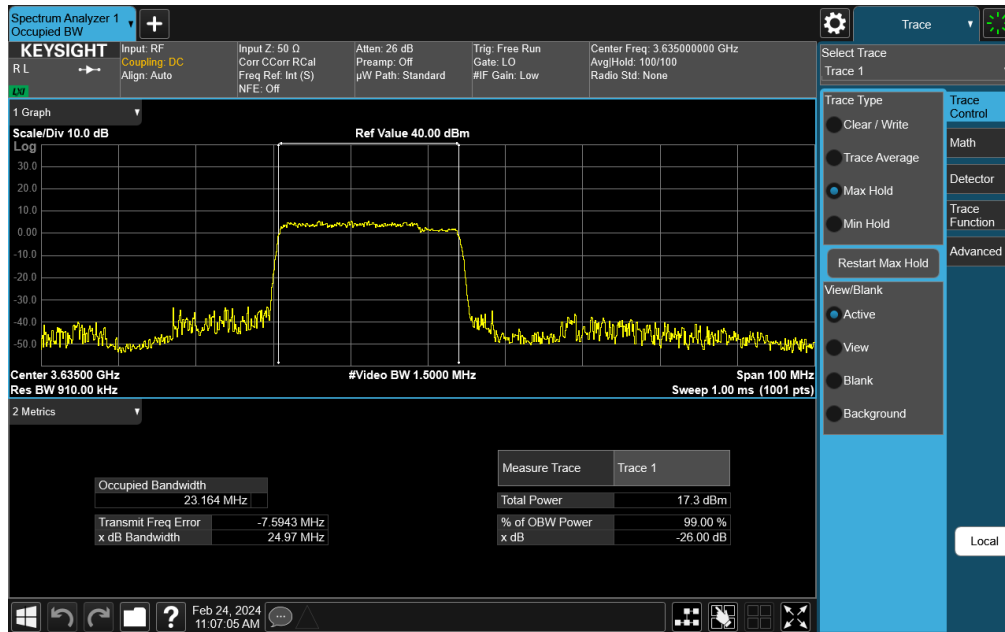 Spectrum Analyzer 1
Occupied BW
Trace
KEYSIGHT
RL
LXI
Input: RF
Coupling: DC
Align: Auto
Input Z: 50 Ω
Corr CCorr RCal
Freq Ref: Int (S)
NFE: Off
Atten: 26 dB
Preamp: Off
µW Path: Standard
Trig: Free Run
Gate: LO
#IF Gain: Low
Center Freq: 3.635000000 GHz
Avg|Hold: 100/100
Radio Std: None
Select Trace
Trace 1
1 Graph
Scale/Div 10.0 dB
Ref Value 40.00 dBm
Log
30.0
20.0
10.0
0.00
-10.0
-20.0
-30.0
-40.0
-50.0
Center 3.63500 GHz
#Video BW 1.5000 MHz
Span 100 MHz
Res BW 910.00 kHz
Sweep 1.00 ms (1001 pts)
Trace Type
Clear / Write
Trace Average
Max Hold
Min Hold
Restart Max Hold
View/Blank
Active
View
Blank
Background
Trace
Control
Math
Detector
Trace
Function
Advanced
Local
2 Metrics
Occupied Bandwidth
23.164 MHz
Transmit Freq Error -7.5943 MHz
x dB Bandwidth 24.97 MHz
Measure Trace Trace 1
Total Power 17.3 dBm
% of OBW Power 99.00 %
x dB -26.00 dB
?
Feb 24, 2024
11:07:05 AM